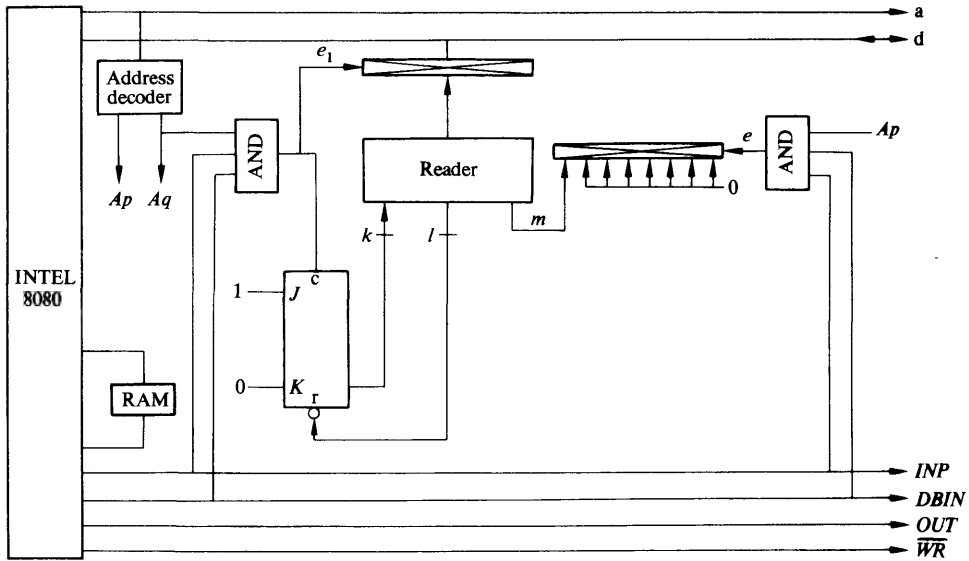 a
d
e1
Address
decoder
AND
Reader
e
AND
Ap
Ap
Aq
k
l
m
0
INTEL
8080
c
1
J
0
K
r
RAM
INP
DBIN
OUT
WR